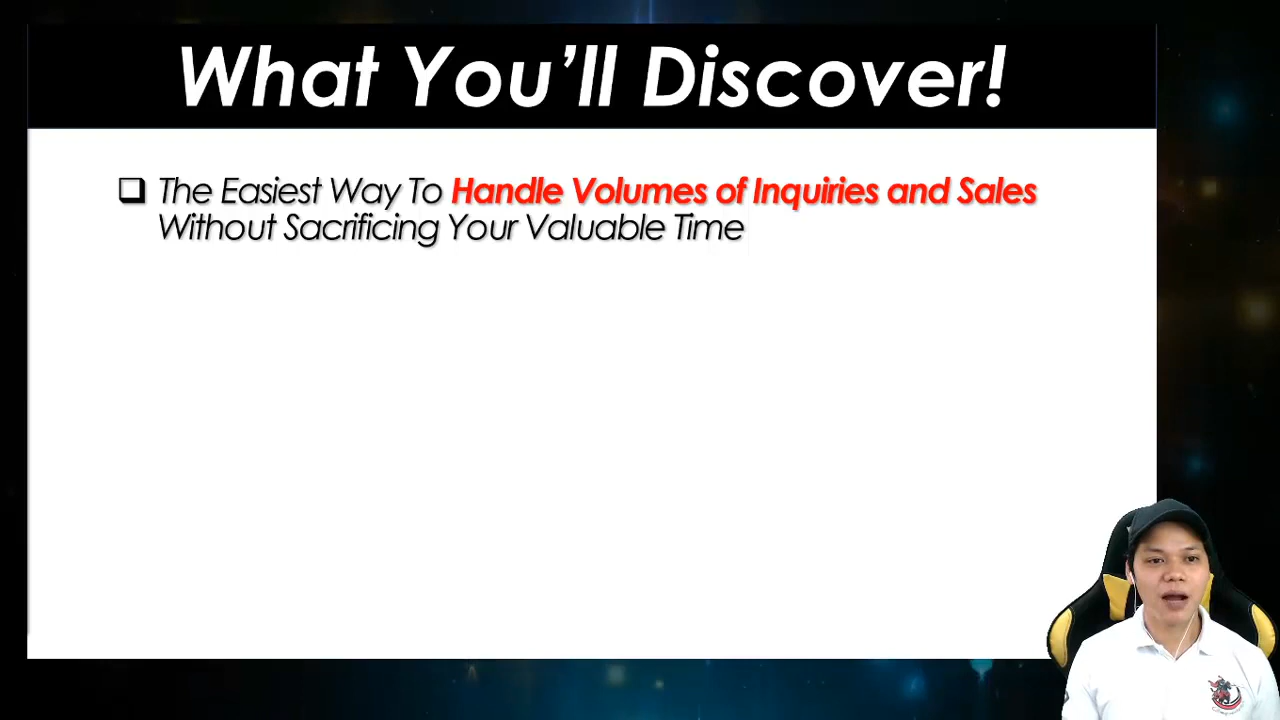 What You’ll Discover!
The Easiest Way To Handle Volumes of Inquiries and Sales
Without Sacrificing Your Valuable Time